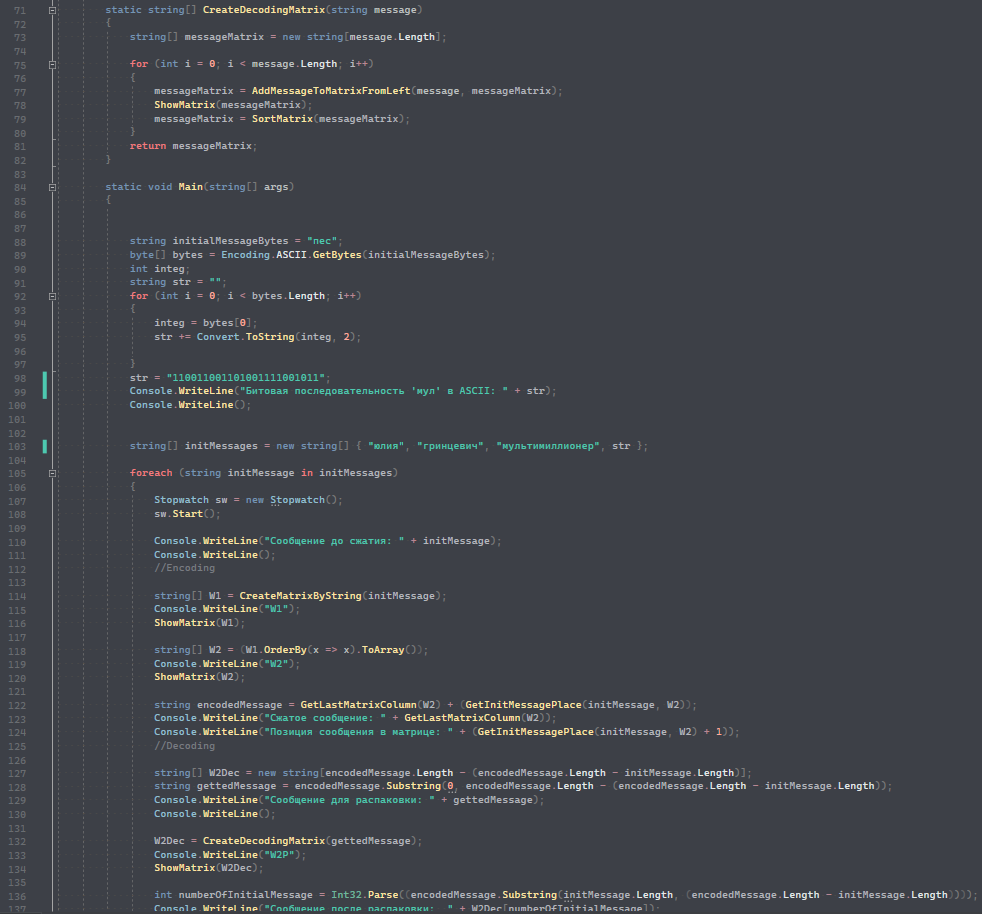 71 static string[] CreateDecodingMatrix(string message)
72 {
73 string[] messageMatrix = new string[message.Length];
74
75 for (int i = 0; i < message.Length; i++)
76 {
77 messageMatrix = AddMessageToMatrixFromLeft(message, messageMatrix);
78 ShowMatrix(messageMatrix);
79 messageMatrix = SortMatrix(messageMatrix);
80 }
81 return messageMatrix;
82 }
83
84 static void Main(string[] args)
85 {
86
87
88 string initialMessageBytes = "пес";
89 byte[] bytes = Encoding.ASCII.GetBytes(initialMessageBytes);
90 int integ;
91 string str = "";
92 for (int i = 0; i < bytes.Length; i++)
93 {
94 integ = bytes[0];
95 str += Convert.ToString(integ, 2);
96
97 }
98 str = "110011001101001111001011";
99 Console.WriteLine("Битовая последовательность 'мул' в ASCII: " + str);
100 Console.WriteLine();
101
102
103 string[] initMessages = new string[] { "юлия", "гринцевич", "мультимиллионер", str };
104
105 foreach (string initMessage in initMessages)
106 {
107 Stopwatch sw = new Stopwatch();
108 sw.Start();
109
110 Console.WriteLine("Сообщение до сжатия: " + initMessage);
111 Console.WriteLine();
112 //Encoding
113
114 string[] W1 = CreateMatrixByString(initMessage);
115 Console.WriteLine("W1");
116 ShowMatrix(W1);
117
118 string[] W2 = (W1.OrderBy(x => x).ToArray());
119 Console.WriteLine("W2");
120 ShowMatrix(W2);
121
122 string encodedMessage = GetLastMatrixColumn(W2) + (GetInitMessagePlace(initMessage, W2));
123 Console.WriteLine("Сжатое сообщение: " + GetLastMatrixColumn(W2));
124 Console.WriteLine("Позиция сообщения в матрице: " + (GetInitMessagePlace(initMessage, W2) + 1));
125 //Decoding
126
127 string[] W2Dec = new string[encodedMessage.Length - (encodedMessage.Length - initMessage.Length)];
128 string gettedMessage = encodedMessage.Substring(0, encodedMessage.Length - (encodedMessage.Length - initMessage.Length));
129 Console.WriteLine("Сообщение для распаковки: " + gettedMessage);
130 Console.WriteLine();
131
132 W2Dec = CreateDecodingMatrix(gettedMessage);
133 Console.WriteLine("W2P");
134 ShowMatrix(W2Dec);
135
136 int numberOfInitialMessage = Int32.Parse((encodedMessage.Substring(initMessage.Length, (encodedMessage.Length - initMessage.Length))));
137 Console.WriteLine("Сообщение после распаковки: " + W2Dec[numberOfInitialMessage]);